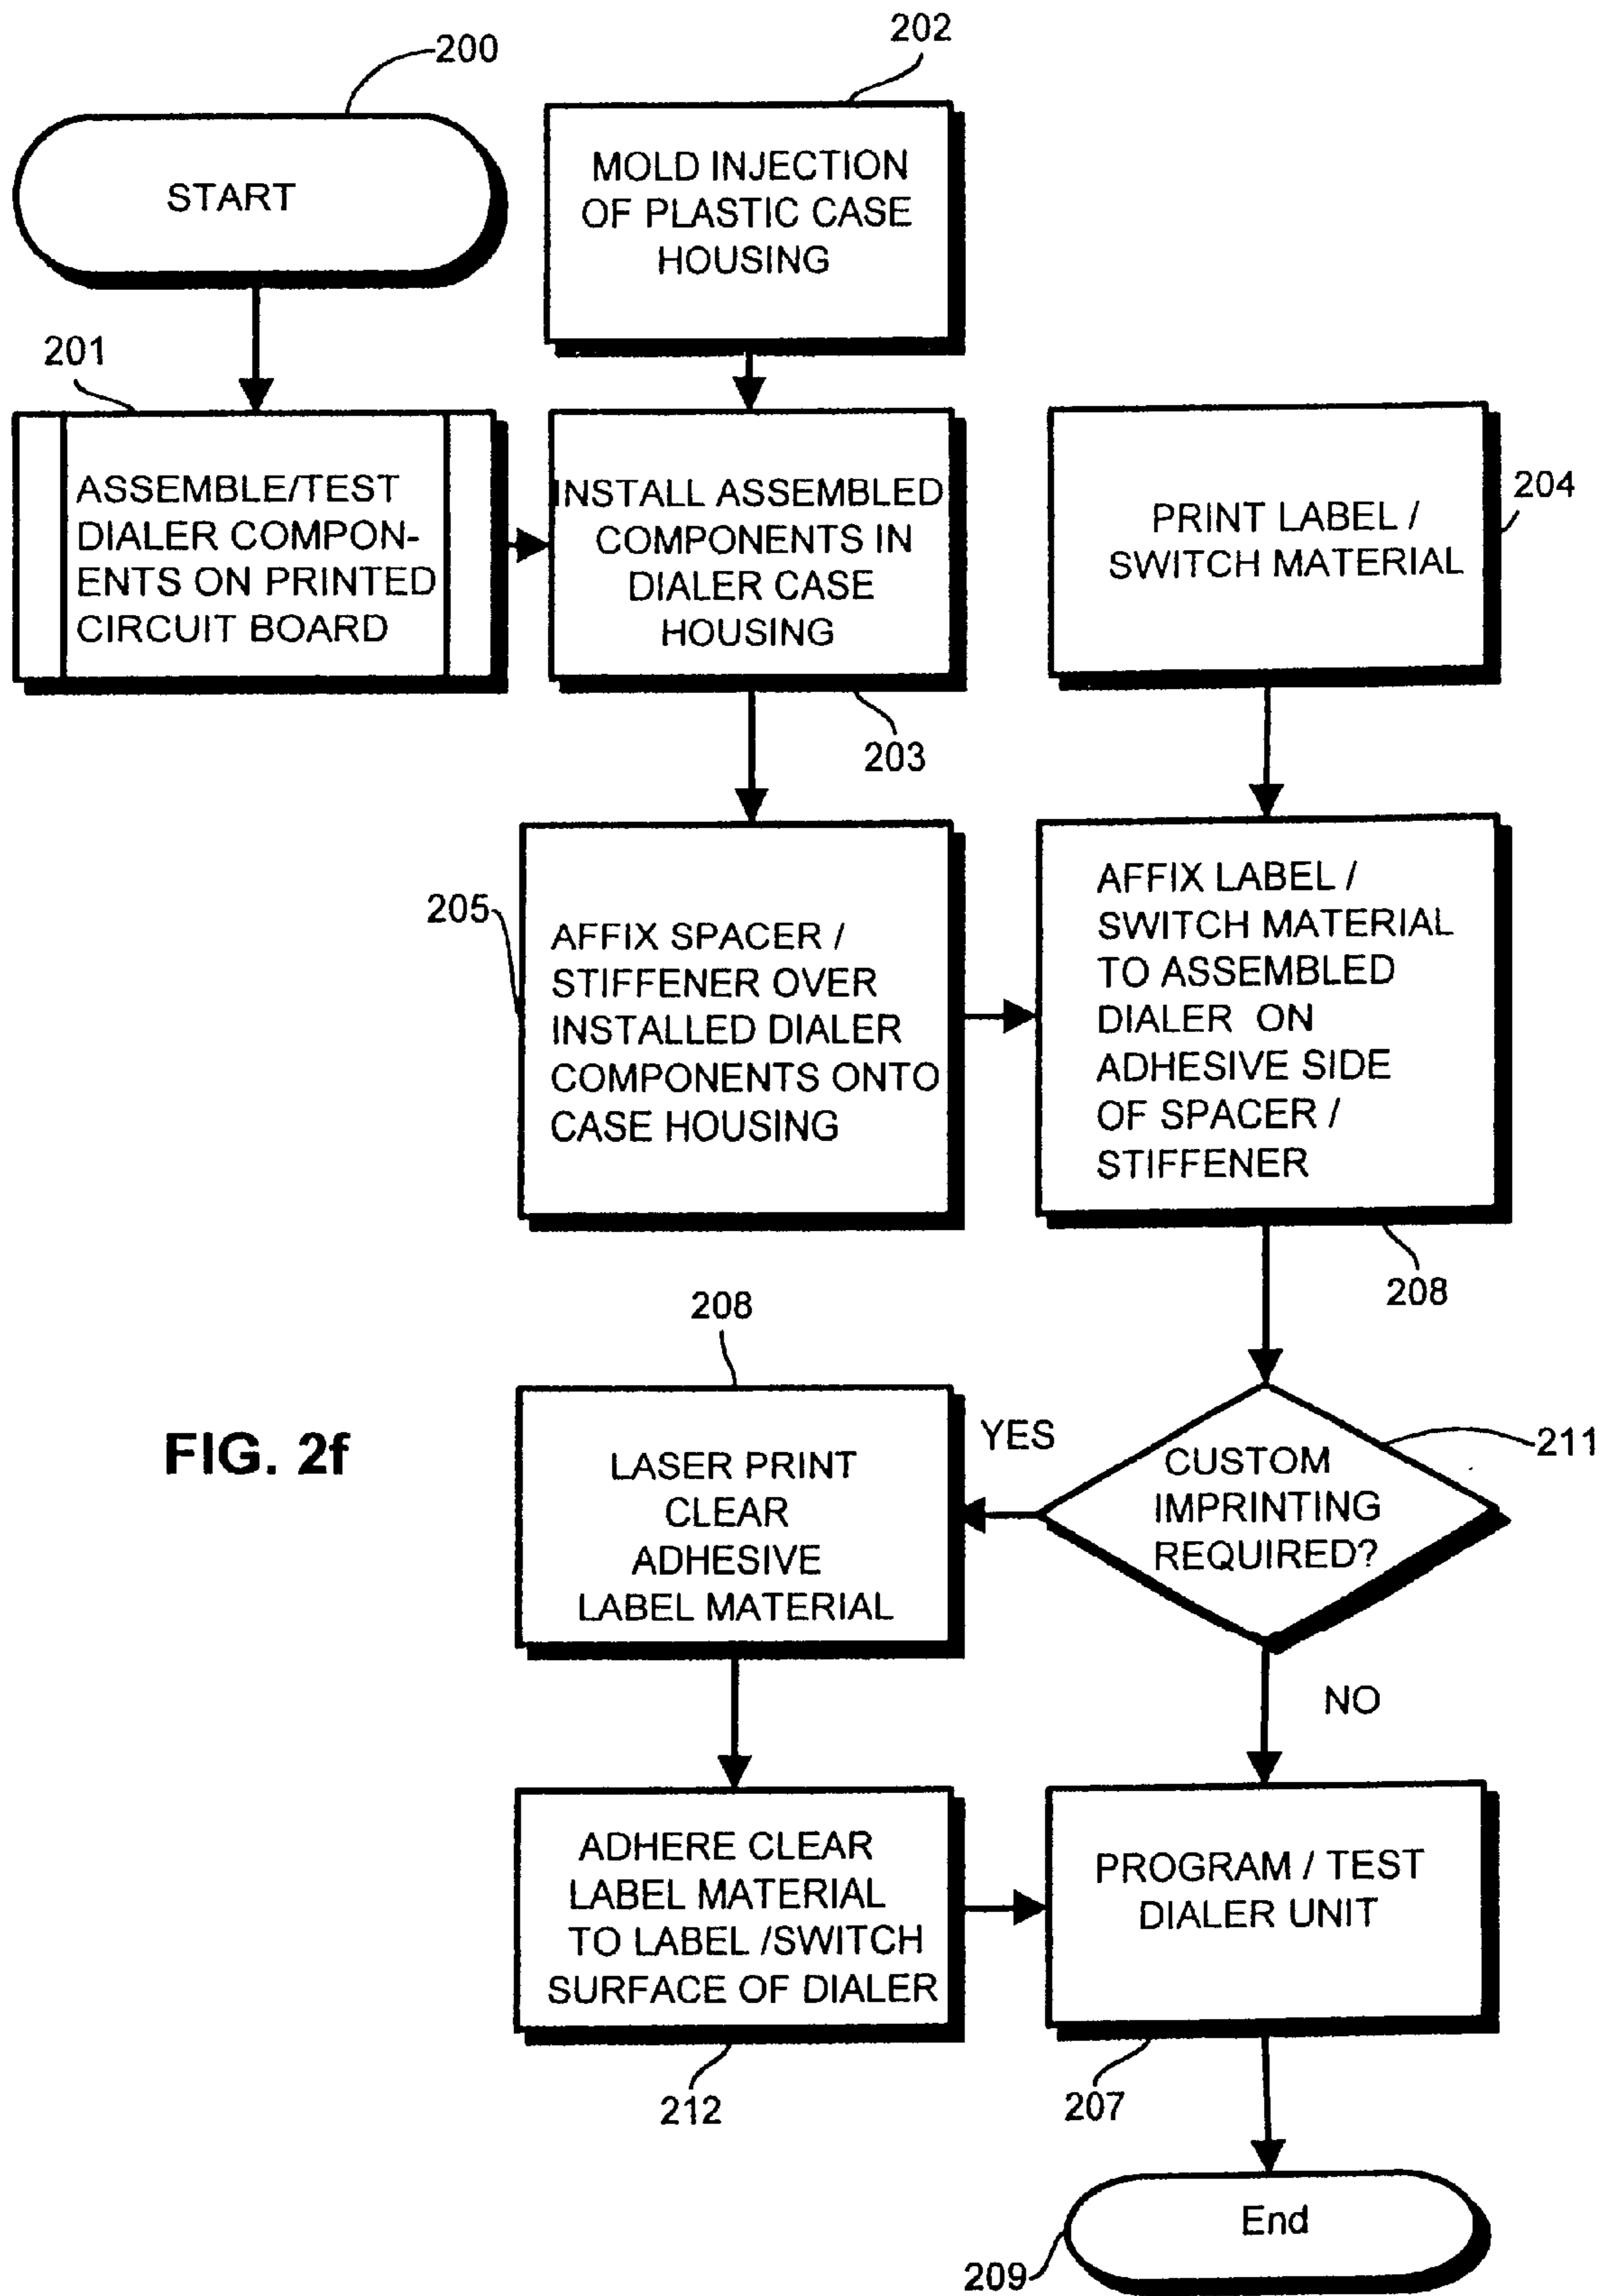 200
202
START
MOLD INJECTION
OF PLASTIC CASE
HOUSING
201
ASSEMBLE/TEST
DIALER COMPON-
ENTS ON PRINTED
CIRCUIT BOARD
INSTALL ASSEMBLED
COMPONENTS IN
DIALER CASE
HOUSING
203
PRINT LABEL /
SWITCH MATERIAL
204
205
AFFIX SPACER /
STIFFENER OVER
INSTALLED DIALER
COMPONENTS ONTO
CASE HOUSING
AFFIX LABEL /
SWITCH MATERIAL
TO ASSEMBLED
DIALER ON
ADHESIVE SIDE
OF SPACER /
STIFFENER
208
208
FIG. 2f
LASER PRINT
CLEAR
ADHESIVE
LABEL MATERIAL
YES
CUSTOM
IMPRINTING
REQUIRED?
211
NO
ADHERE CLEAR
LABEL MATERIAL
TO LABEL /SWITCH
SURFACE OF DIALER
212
PROGRAM / TEST
DIALER UNIT
207
End
209